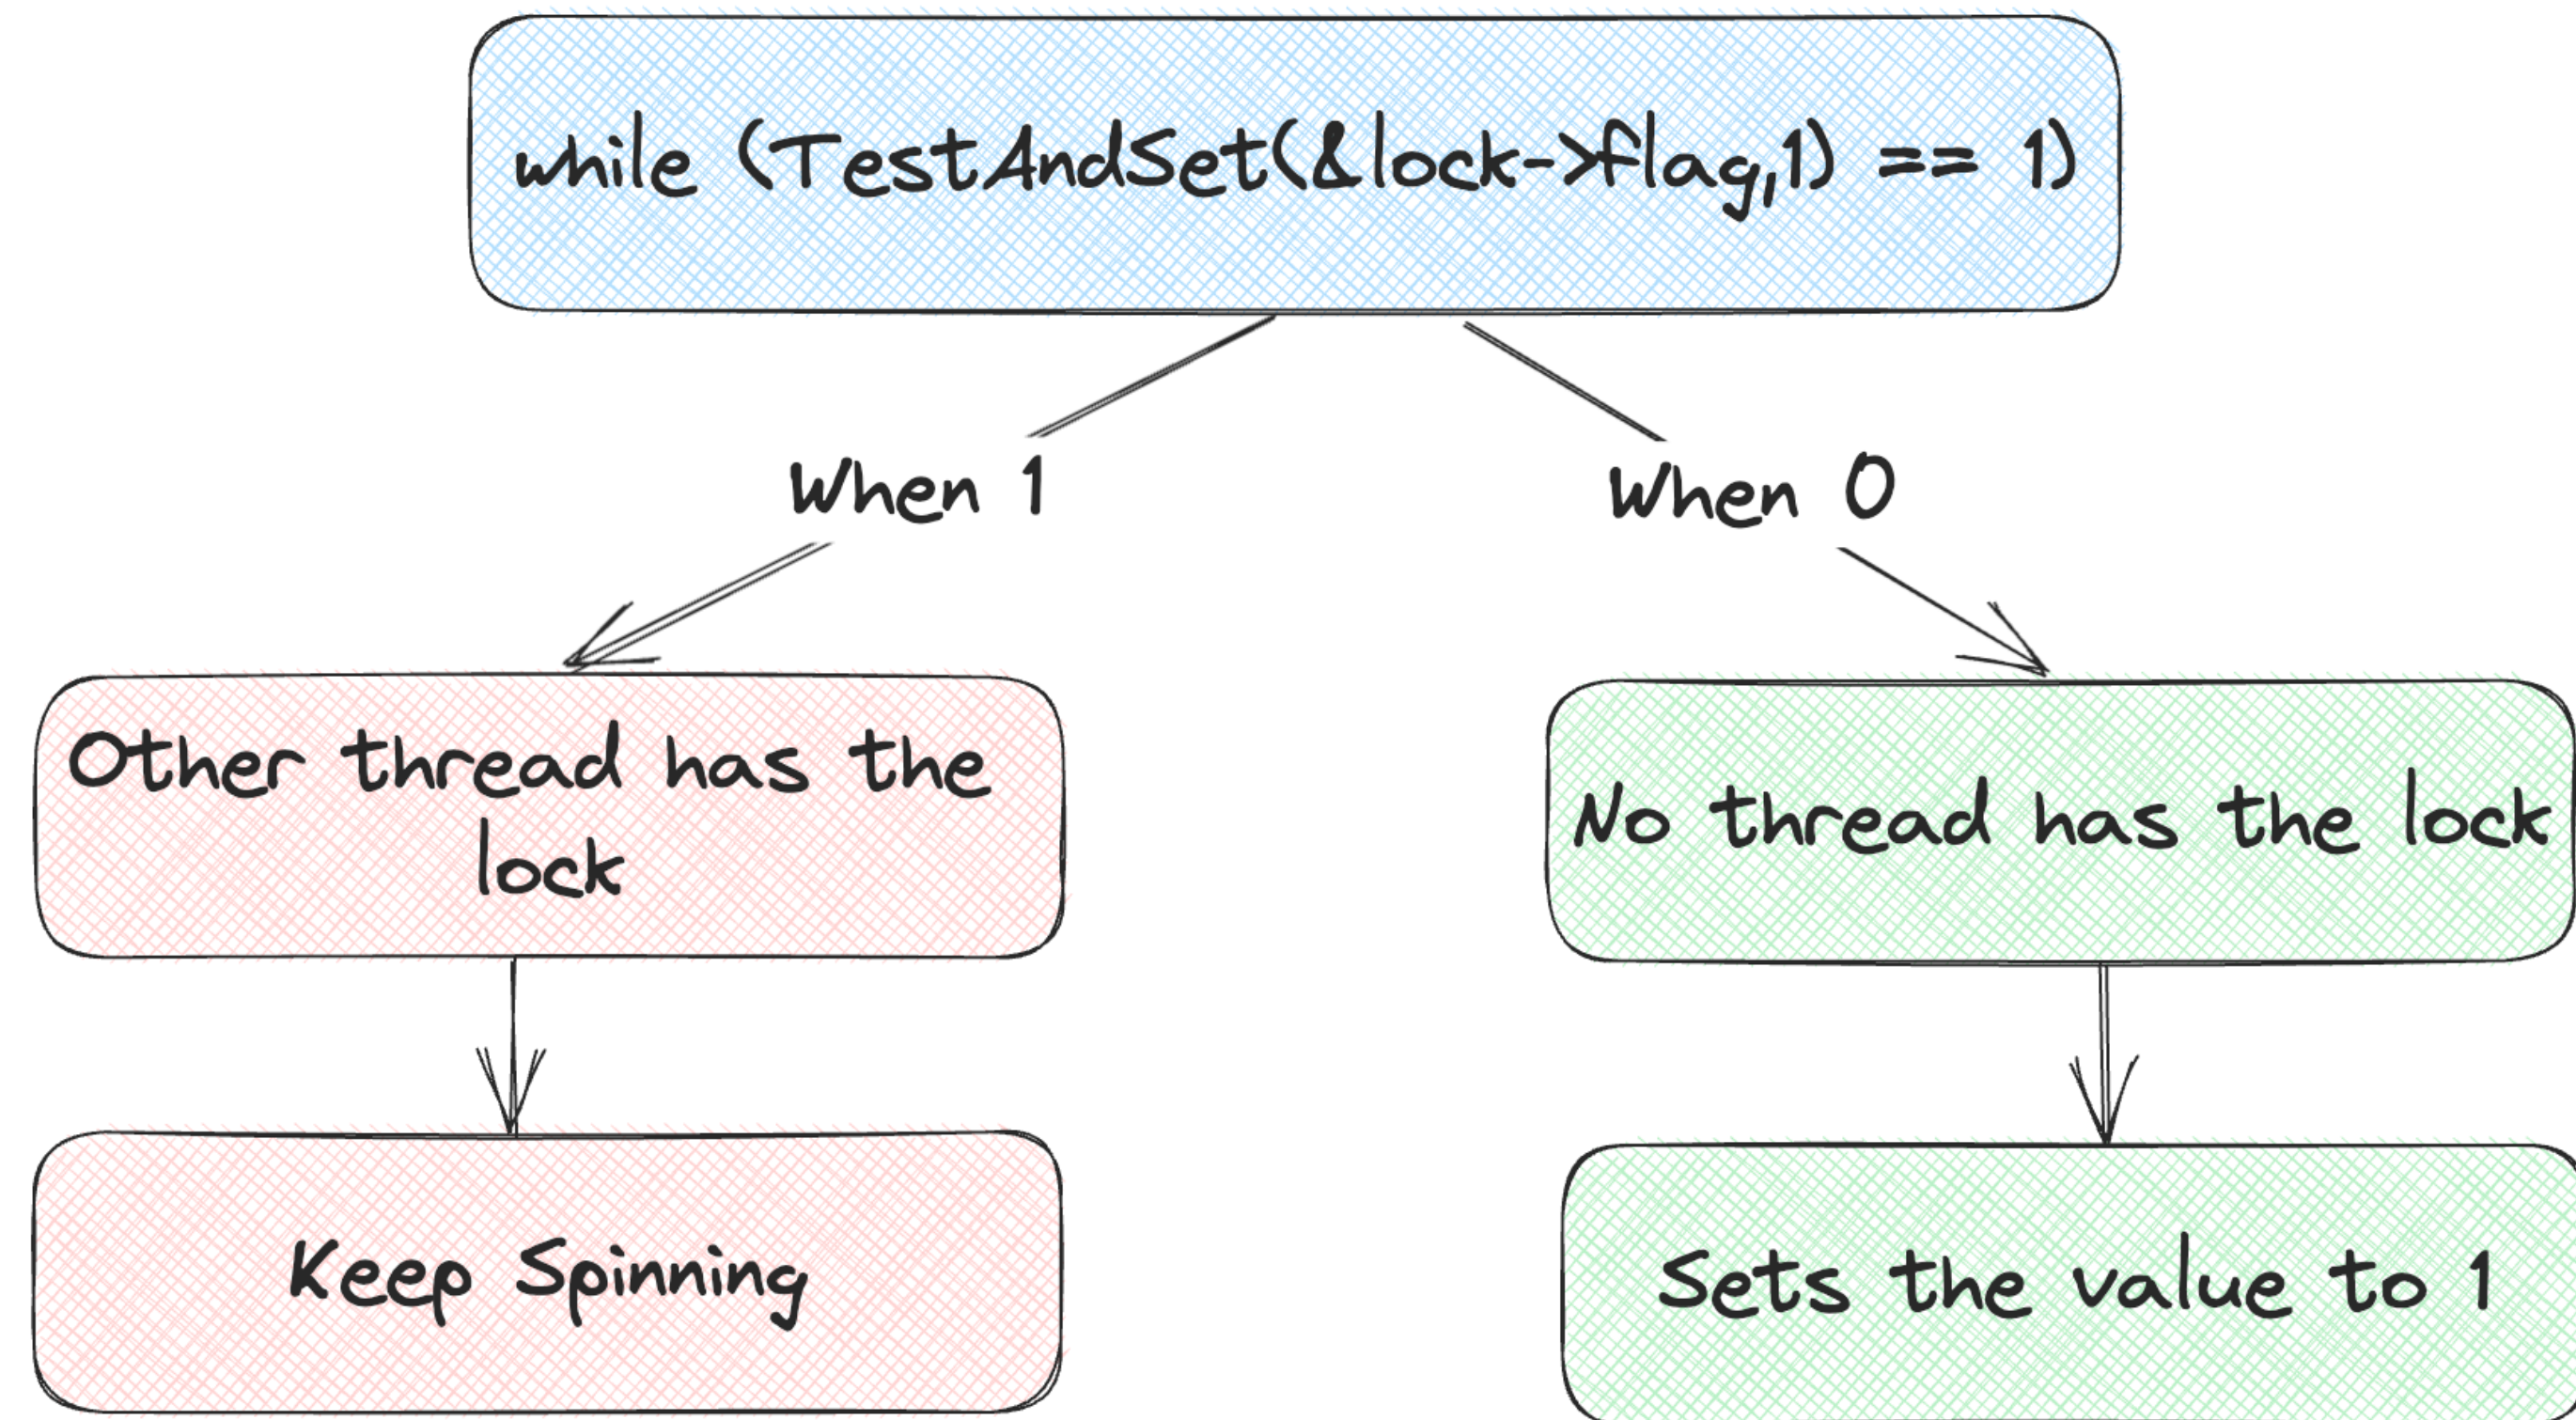 while (TestAndSet(&lock->flag,1) == 1)
When 1
When 0
Other thread has the
lock
No thread has the lock
Keep Spinning
Sets the value to 1